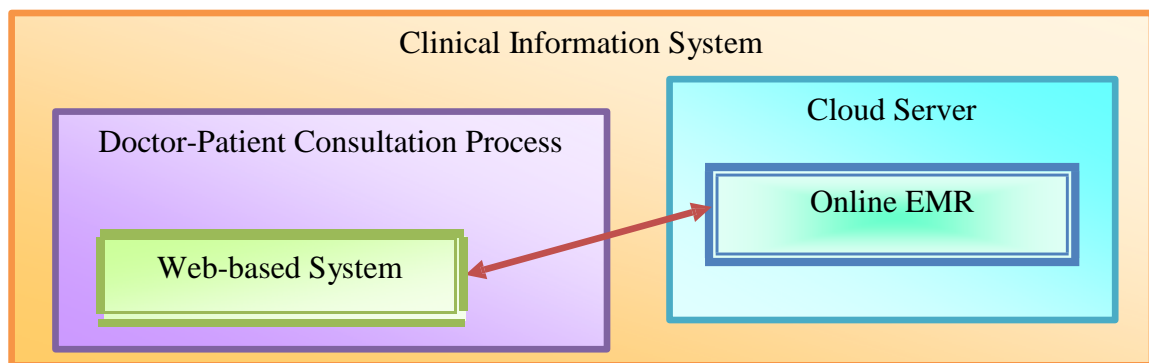 Clinical Information System
Doctor-Patient Consultation Process
Web-based System
Cloud Server
Online EMR